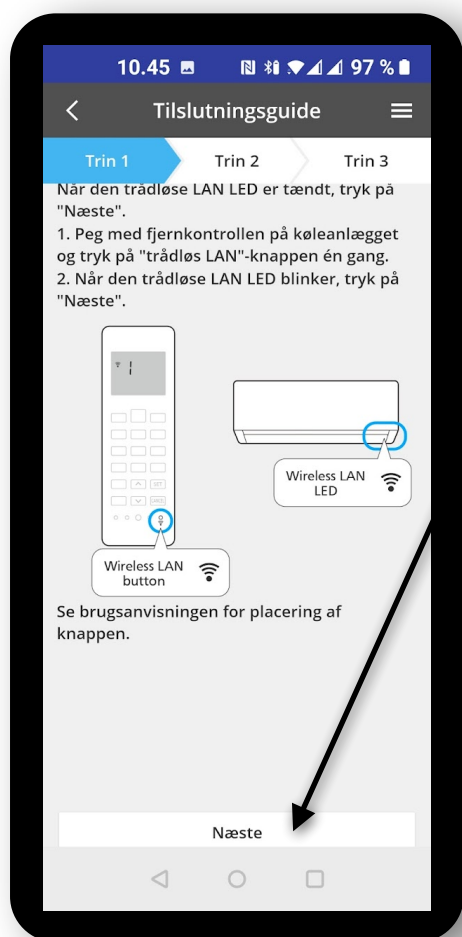 10.45
97 %
Tilslutningsguide
Trin 1
Trin 2
Trin 3
Når den trådløse LAN LED er tændt, tryk på
"Næste".
1. Peg med fjernkontrollen på køleanlægget
og tryk på "trådløs LAN"-knappen én gang.
2. Når den trådløse LAN LED blinker, tryk på
"Næste".
Wireless LAN
LED
Wireless LAN
button
Se brugsanvisningen for placering af
knappen.
Næste